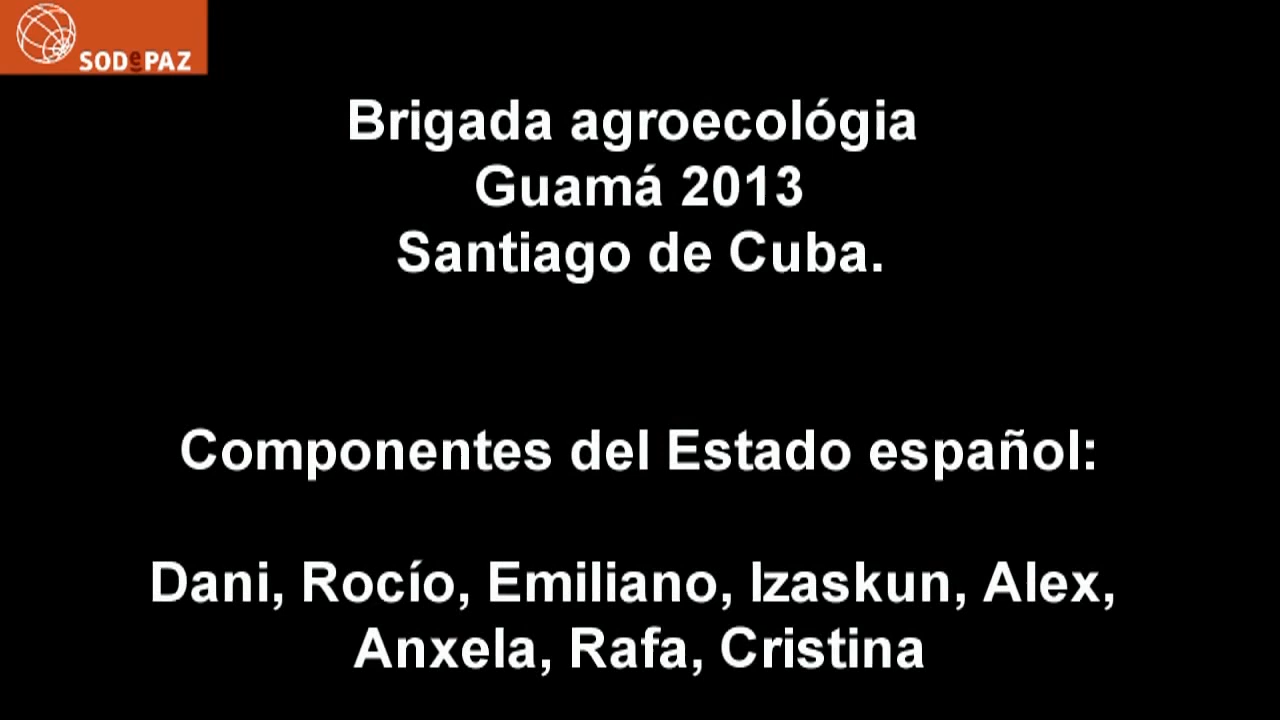 SODePAZ
Brigada agroecológia
Guamá 2013
Santiago de Cuba.
Componentes del Estado español:
Dani, Rocío, Emiliano, Izaskun, Alex,
Anxela, Rafa, Cristina